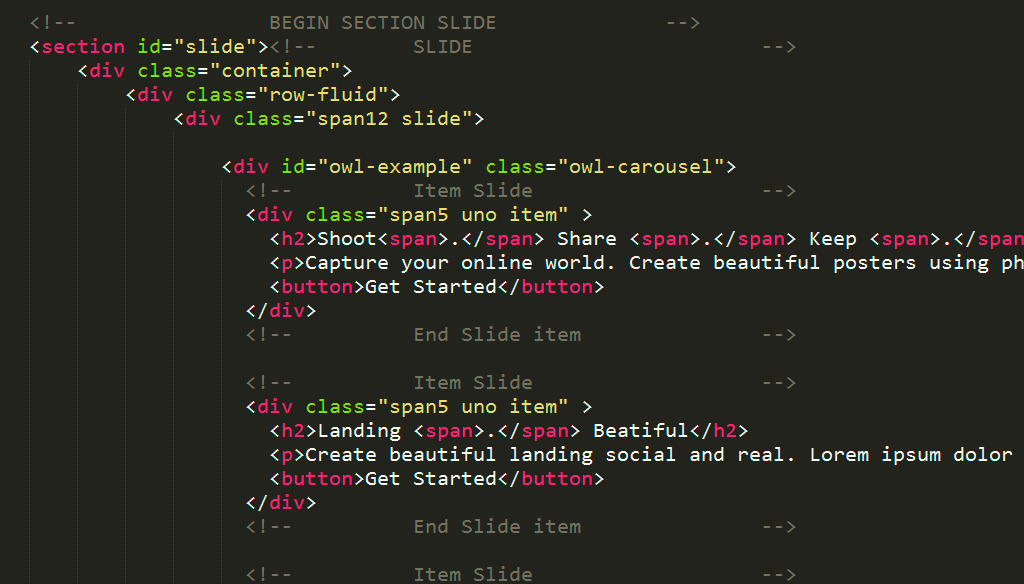 <!-- BEGIN SECTION SLIDE -->
<section id="slide"><!-- SLIDE -->
<div class="container">
<div class="row-fluid">
<div class="span12 slide">
<div id="owl-example" class="owl-carousel">
<!-- Item Slide -->
<div class="span5 uno item" >
<h2>Shoot<span>.</span> Share <span>.</span> Keep <span>.</span
<p>Capture your online world. Create beautiful posters using ph
<button>Get Started</button>
</div>
<!-- End Slide item -->
<!-- Item Slide -->
<div class="span5 uno item" >
<h2>Landing <span>.</span> Beatiful</h2>
<p>Create beautiful landing social and real. Lorem ipsum dolor
<button>Get Started</button>
</div>
<!-- End Slide item -->
<!-- Item Slide -->